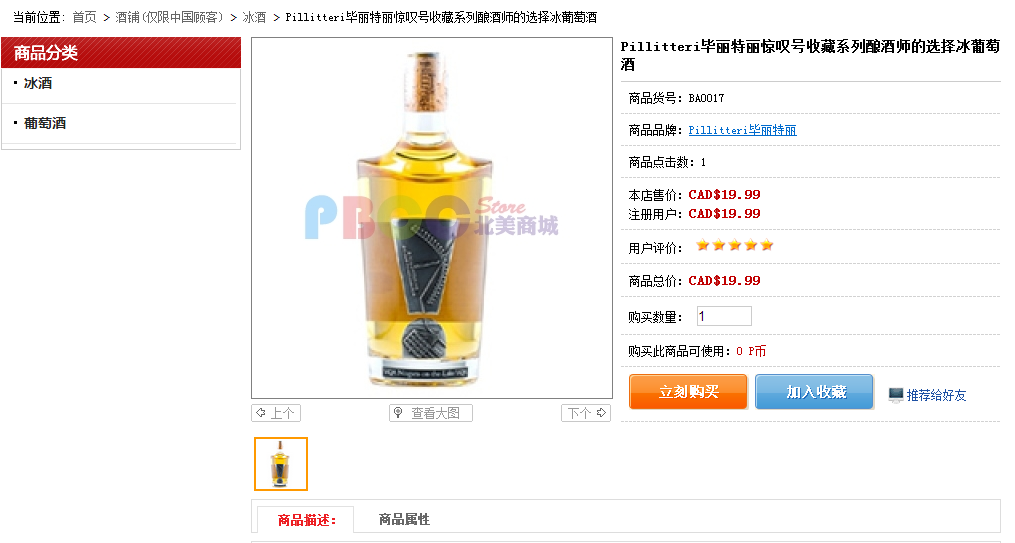 当前位置: 首页 > 酒铺(仅限中国顾客) > 冰酒 > Pillitteri毕丽特丽惊叹号收藏系列酿酒师的选择冰葡萄酒
商品分类
· 冰酒
· 葡萄酒
PBCC Store
北美商城
Niagara on the Lake
上个
查看大图
下个
Pillitteri毕丽特丽惊叹号收藏系列酿酒师的选择冰葡萄
酒
商品货号: BA0017
商品品牌: Pillitteri毕丽特丽
商品点击数: 1
本店售价: CAD$19.99
注册用户: CAD$19.99
用户评价:
商品总价: CAD$19.99
购买数量: 1
购买此商品可使用: 0 P币
立刻购买
加入收藏
推荐给好友
商品描述:
商品属性